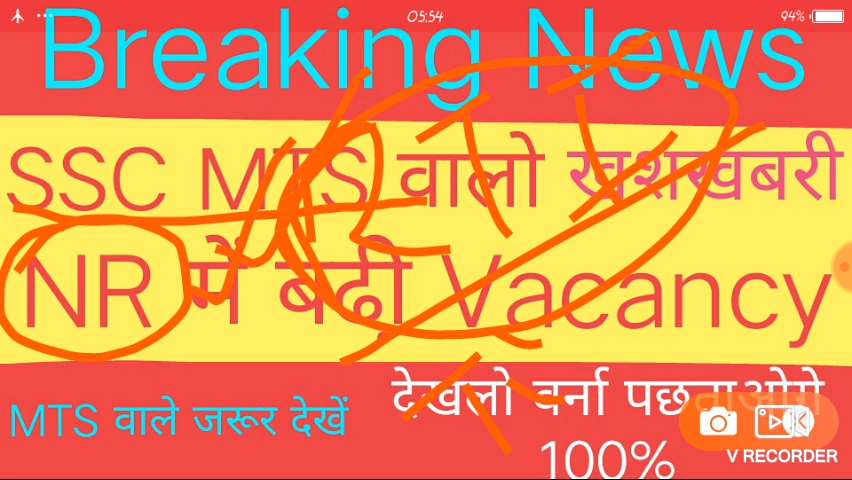 05:54
94%
Breaking News
SSC MTS वालो खुशखबरी
NR में बढ़ी Vacancy
MTS वाले जरूर देखें
देखलो वर्ना पछताओगे
100%
V RECORDER